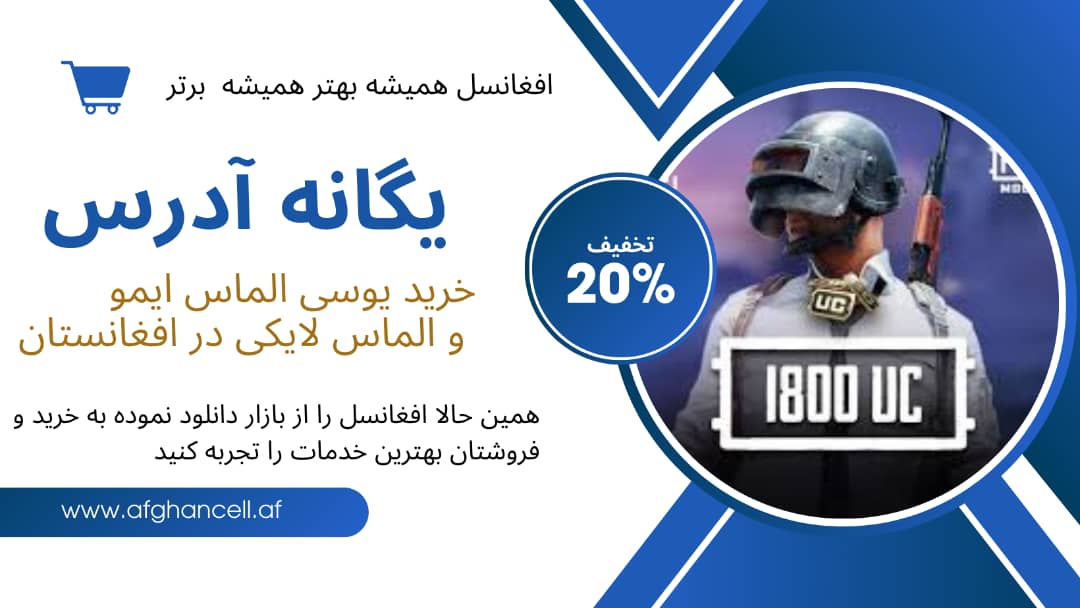 افغانسل همیشه بهتر همیشه برتر
یگانه آدرس
خرید یوسی الماس ایمو
و الماس لایکی در افغانستان
همین حالا افغانسل را از بازار دانلود نموده به خرید و
فروشتان بهترین خدمات را تجربه کنید
www.afghancell.af
تخفیف
20%
UC
1800 UC